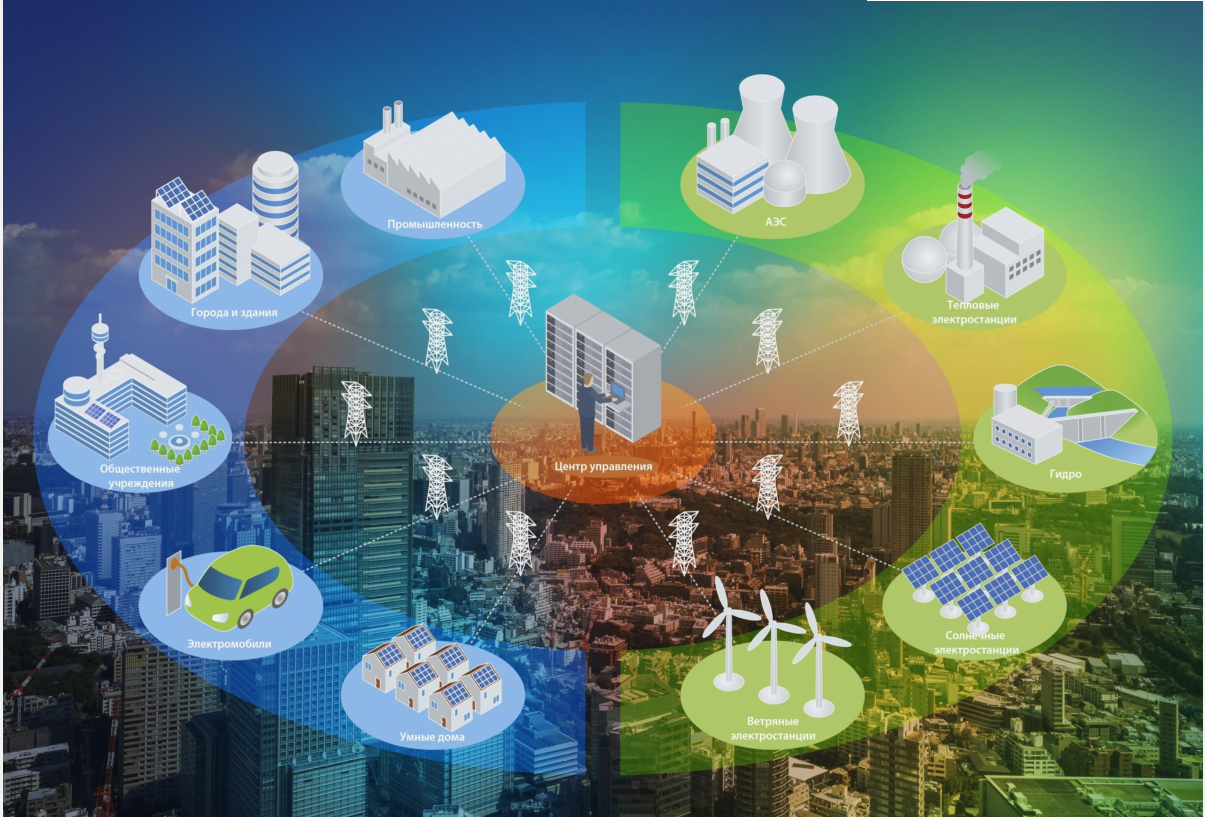 Промышленность
АЭС
Города и здания
Тепловые
электростанции
Центр управления
Общественные
учреждения
Гидро
Электромобили
Солнечные
электростанции
Умные дома
Ветряные
электростанции